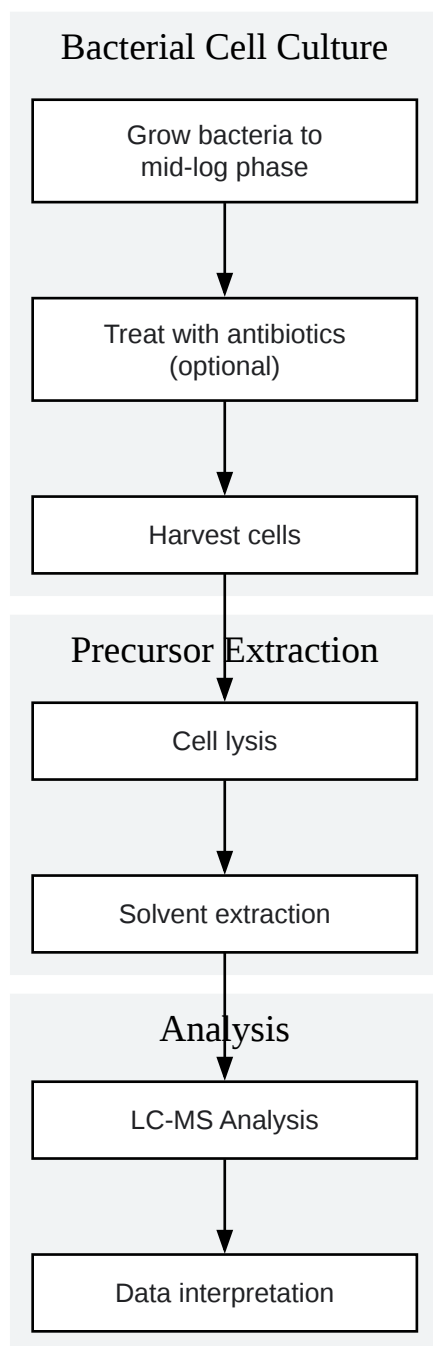 Bacterial Cell Culture
Grow bacteria to
mid-log phase
Treat with antibiotics
(optional)
Harvest cells
Precursor Extraction
Cell lysis
Solvent extraction
Analysis
LC-MS Analysis
Data interpretation